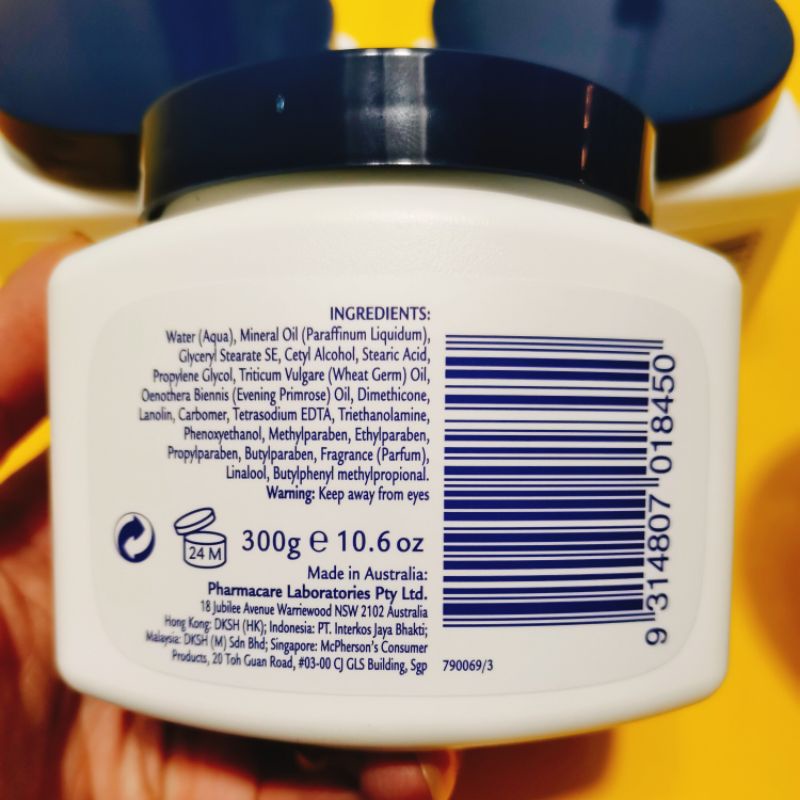 INGREDIENTS:
Water (Aqua), Mineral Oil (Paraffinum Liquidum),
Glyceryl Stearate SE, Cetyl Alcohol, Stearic Acid,
Propylene Glycol, Triticum Vulgare (Wheat Germ) Oil,
Oenothera Biennis (Evening Primrose) Oil, Dimethicone,
Lanolin, Carbomer, Tetrasodium EDTA, Triethanolamine,
Phenoxyethanol, Methylparaben, Ethylparaben,
Propylparaben, Butylparaben, Fragrance (Parfum),
Linalool, Butylphenyl methylpropional.
Warning: Keep away from eyes
24 M
300g e 10.6 oz
Made in Australia:
Pharmacare Laboratories Pty Ltd.
18 Jubilee Avenue Warriewood NSW 2102 Australia
Hong Kong: DKSH (HK); Indonesia: PT. Interkos Jaya Bhakti;
Malaysia: DKSH (M) Sdn Bhd; Singapore: McPherson's Consumer
Products, 20 Toh Guan Road, #03-00 CJ GLS Building, Sgp
790069/3
9 314807 018450